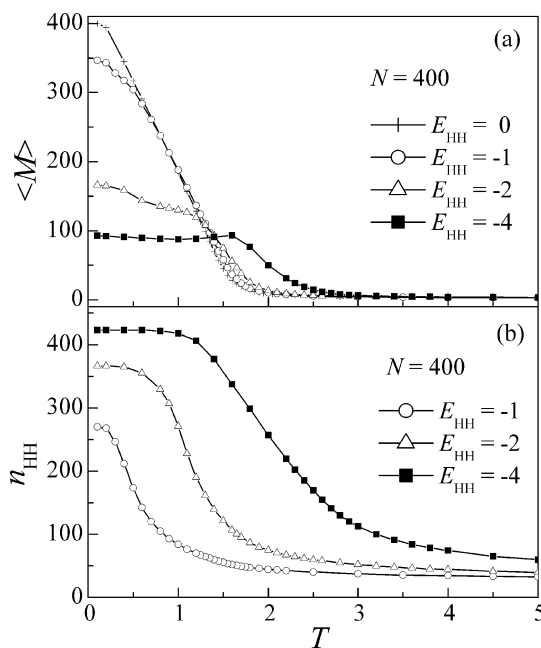 (a)
400
300
200
100
0
<M>
N = 400
E_HH = 0
E_HH = -1
E_HH = -2
E_HH = -4
(b)
400
300
200
100
0
n_HH
N = 400
E_HH = -1
E_HH = -2
E_HH = -4
0 1 2 3 4 5
T